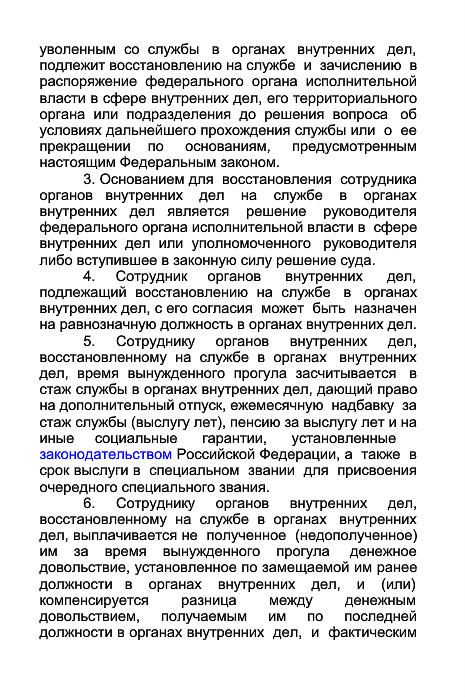 уволенным со службы в органах внутренних дел,
подлежит восстановлению на службе и зачислению в
распоряжение федерального органа исполнительной
власти в сфере внутренних дел, его территориального
органа или подразделения до решения вопроса об
условиях дальнейшего прохождения службы или о ее
прекращении по основаниям, предусмотренным
настоящим Федеральным законом.
3. Основанием для восстановления сотрудника
органов внутренних дел на службе в органах
внутренних дел является решение руководителя
федерального органа исполнительной власти в сфере
внутренних дел или уполномоченного руководителя
либо вступившее в законную силу решение суда.
4. Сотрудник органов внутренних дел,
подлежащий восстановлению на службе в органах
внутренних дел, с его согласия может быть назначен
на равнозначную должность в органах внутренних дел.
5. Сотруднику органов внутренних дел,
восстановленному на службе в органах внутренних
дел, время вынужденного прогула засчитывается в
стаж службы в органах внутренних дел, дающий право
на дополнительный отпуск, ежемесячную надбавку за
стаж службы (выслугу лет), пенсию за выслугу лет и на
иные социальные гарантии, установленные
законодательством Российской Федерации, а также в
срок выслуги в специальном звании для присвоения
очередного специального звания.
6. Сотруднику органов внутренних дел,
восстановленному на службе в органах внутренних
дел, выплачивается не полученное (недополученное)
им за время вынужденного прогула денежное
довольствие, установленное по замещаемой им ранее
должности в органах внутренних дел, и (или)
компенсируется разница между денежным
довольствием, получаемым им по последней
должности в органах внутренних дел, и фактическим